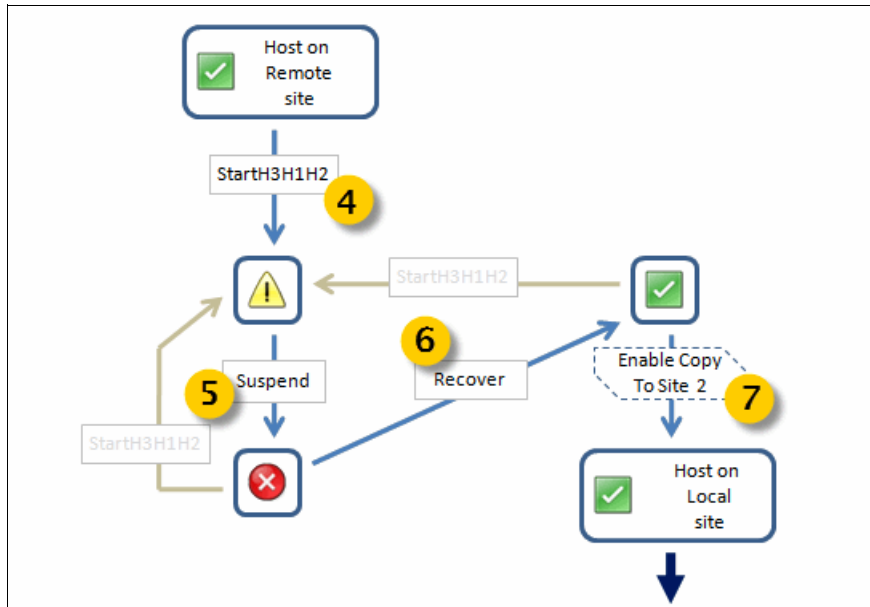 Host on
Remote
site
StartH3H1H2
4
StartH3H1H2
6
Enable Copy
To Site 2
7
5
Suspend
Recover
StartH3H1H2
Host on
Local
site